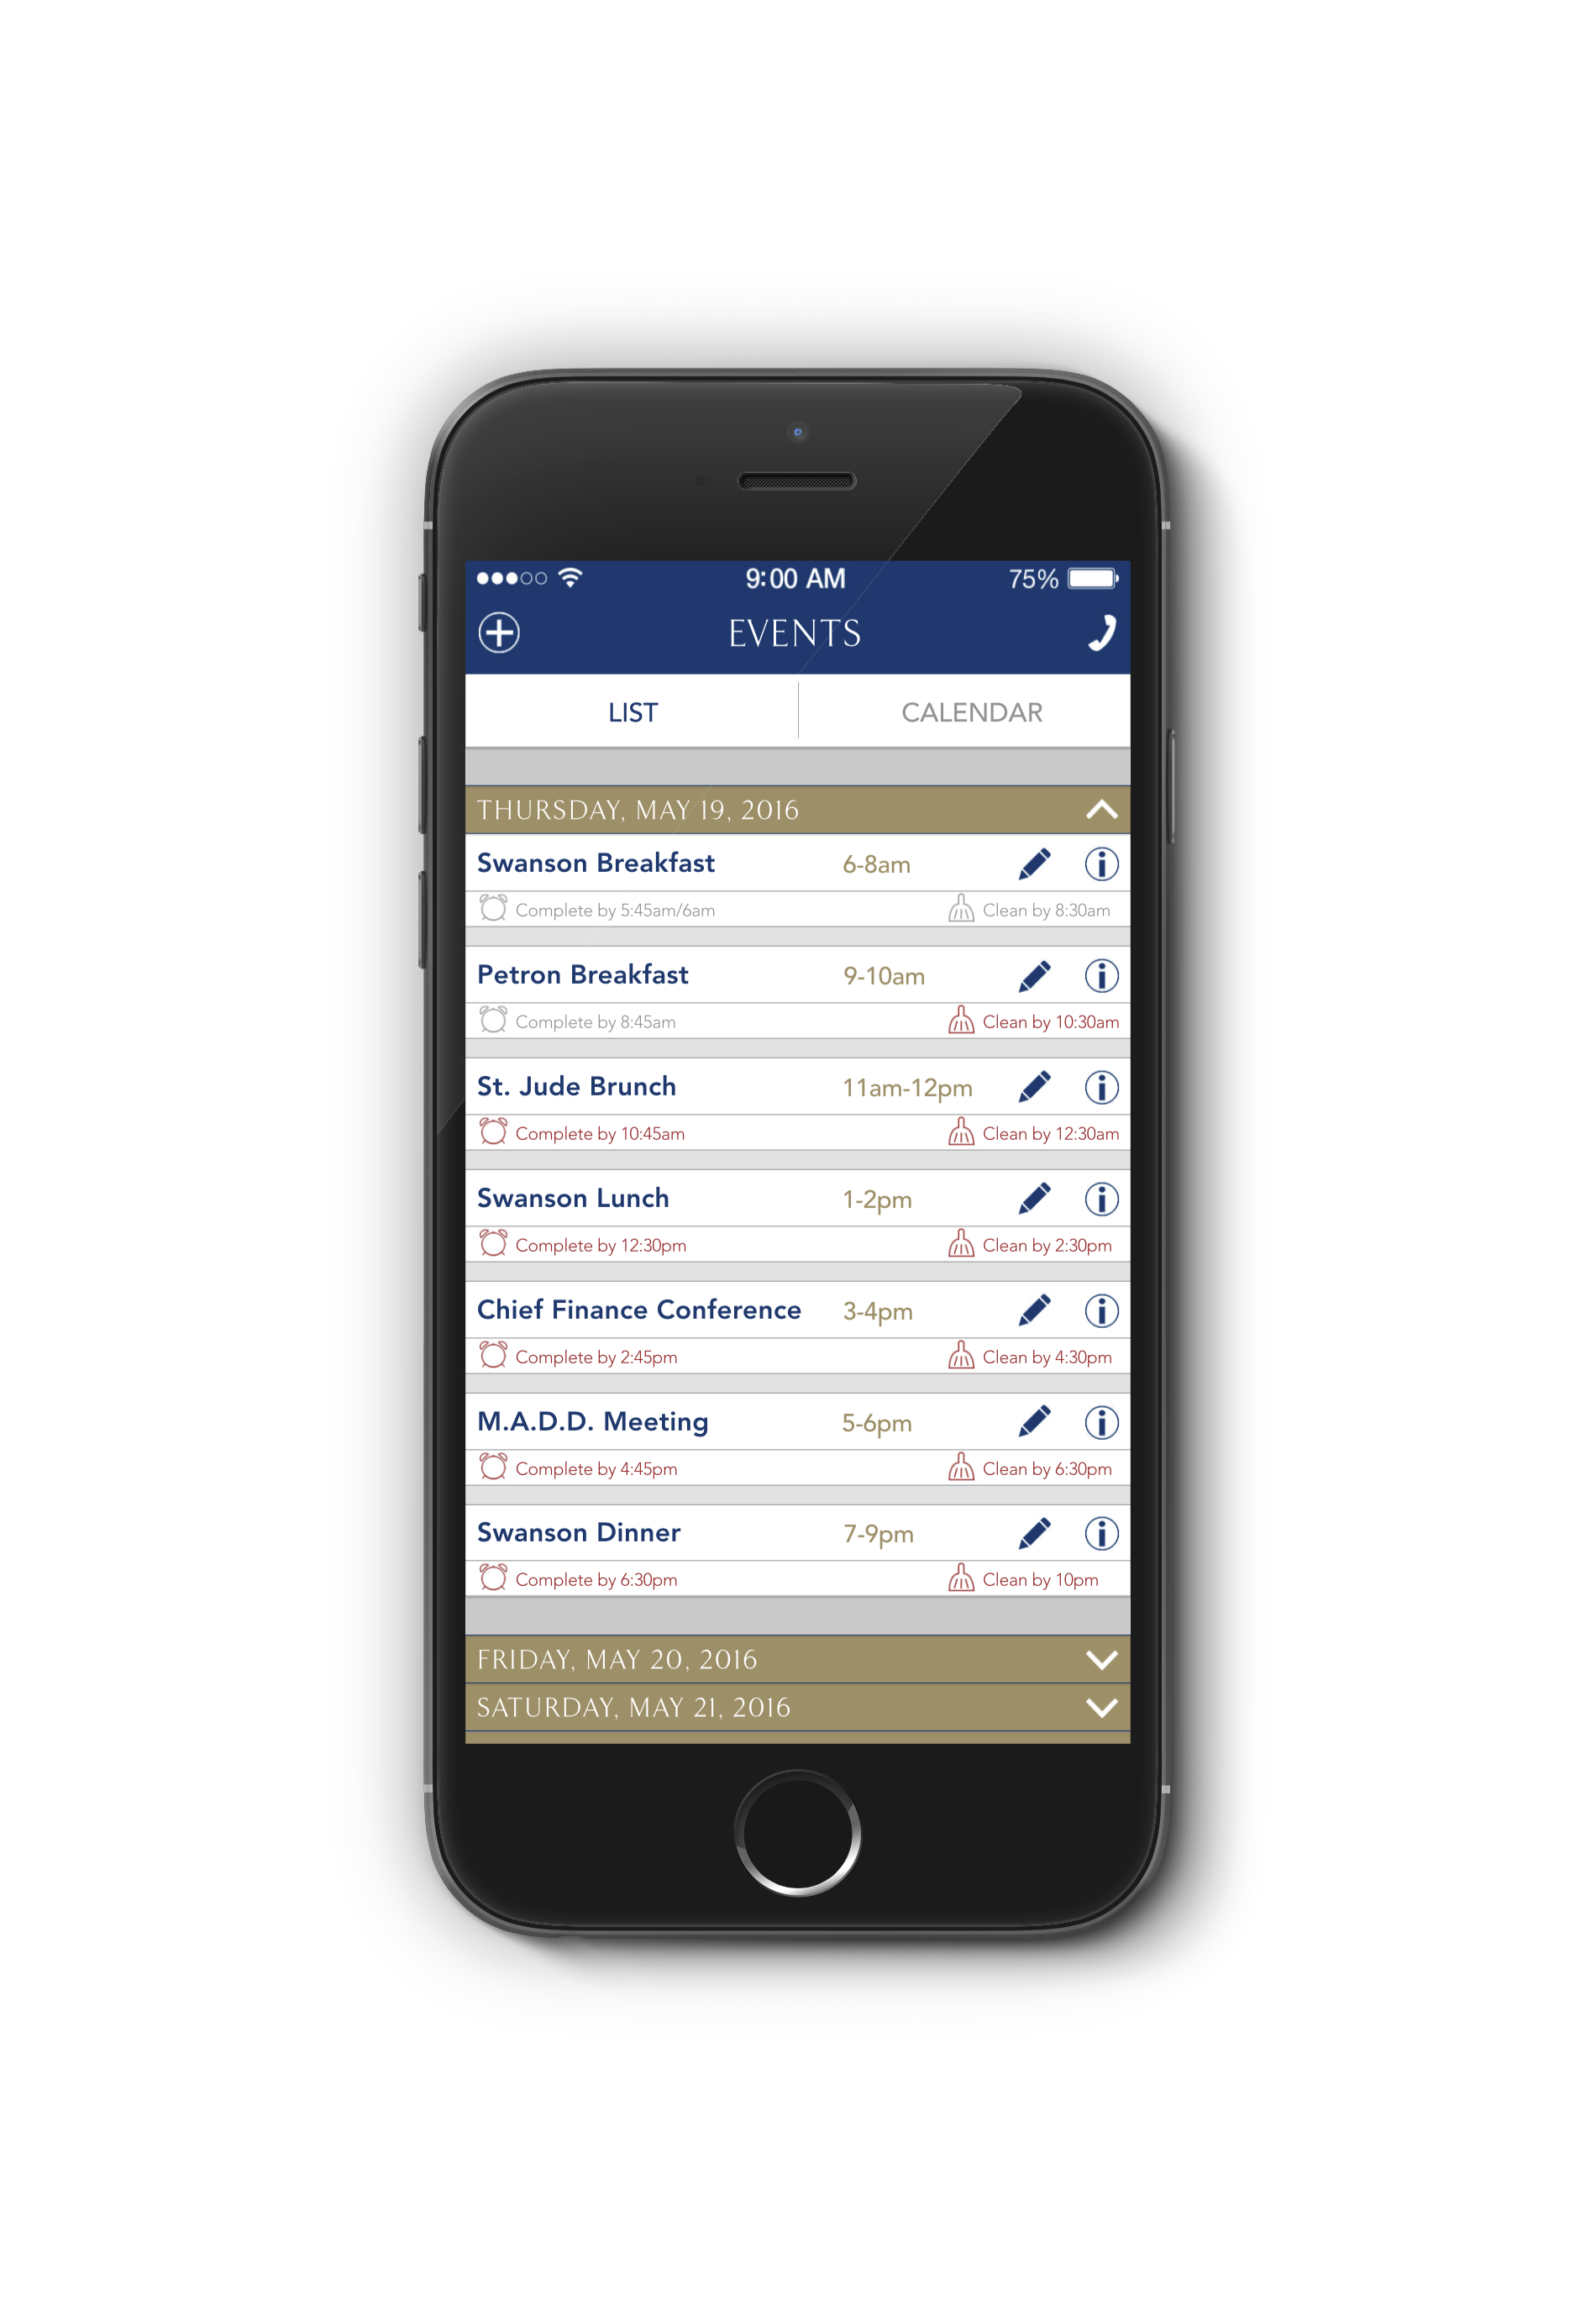 9:00 AM 75%
EVENTS
LIST CALENDAR
THURSDAY, MAY 19, 2016
Swanson Breakfast 6-8am
Complete by 5:45am/6am Clean by 8:30am
Petron Breakfast 9-10am
Complete by 8:45am Clean by 10:30am
St. Jude Brunch 11am-12pm
Complete by 10:45am Clean by 12:30am
Swanson Lunch 1-2pm
Complete by 12:30pm Clean by 2:30pm
Chief Finance Conference 3-4pm
Complete by 2:45pm Clean by 4:30pm
M.A.D.D. Meeting 5-6pm
Complete by 4:45pm Clean by 6:30pm
Swanson Dinner 7-9pm
Complete by 6:30pm Clean by 10pm
FRIDAY, MAY 20, 2016
SATURDAY, MAY 21, 2016